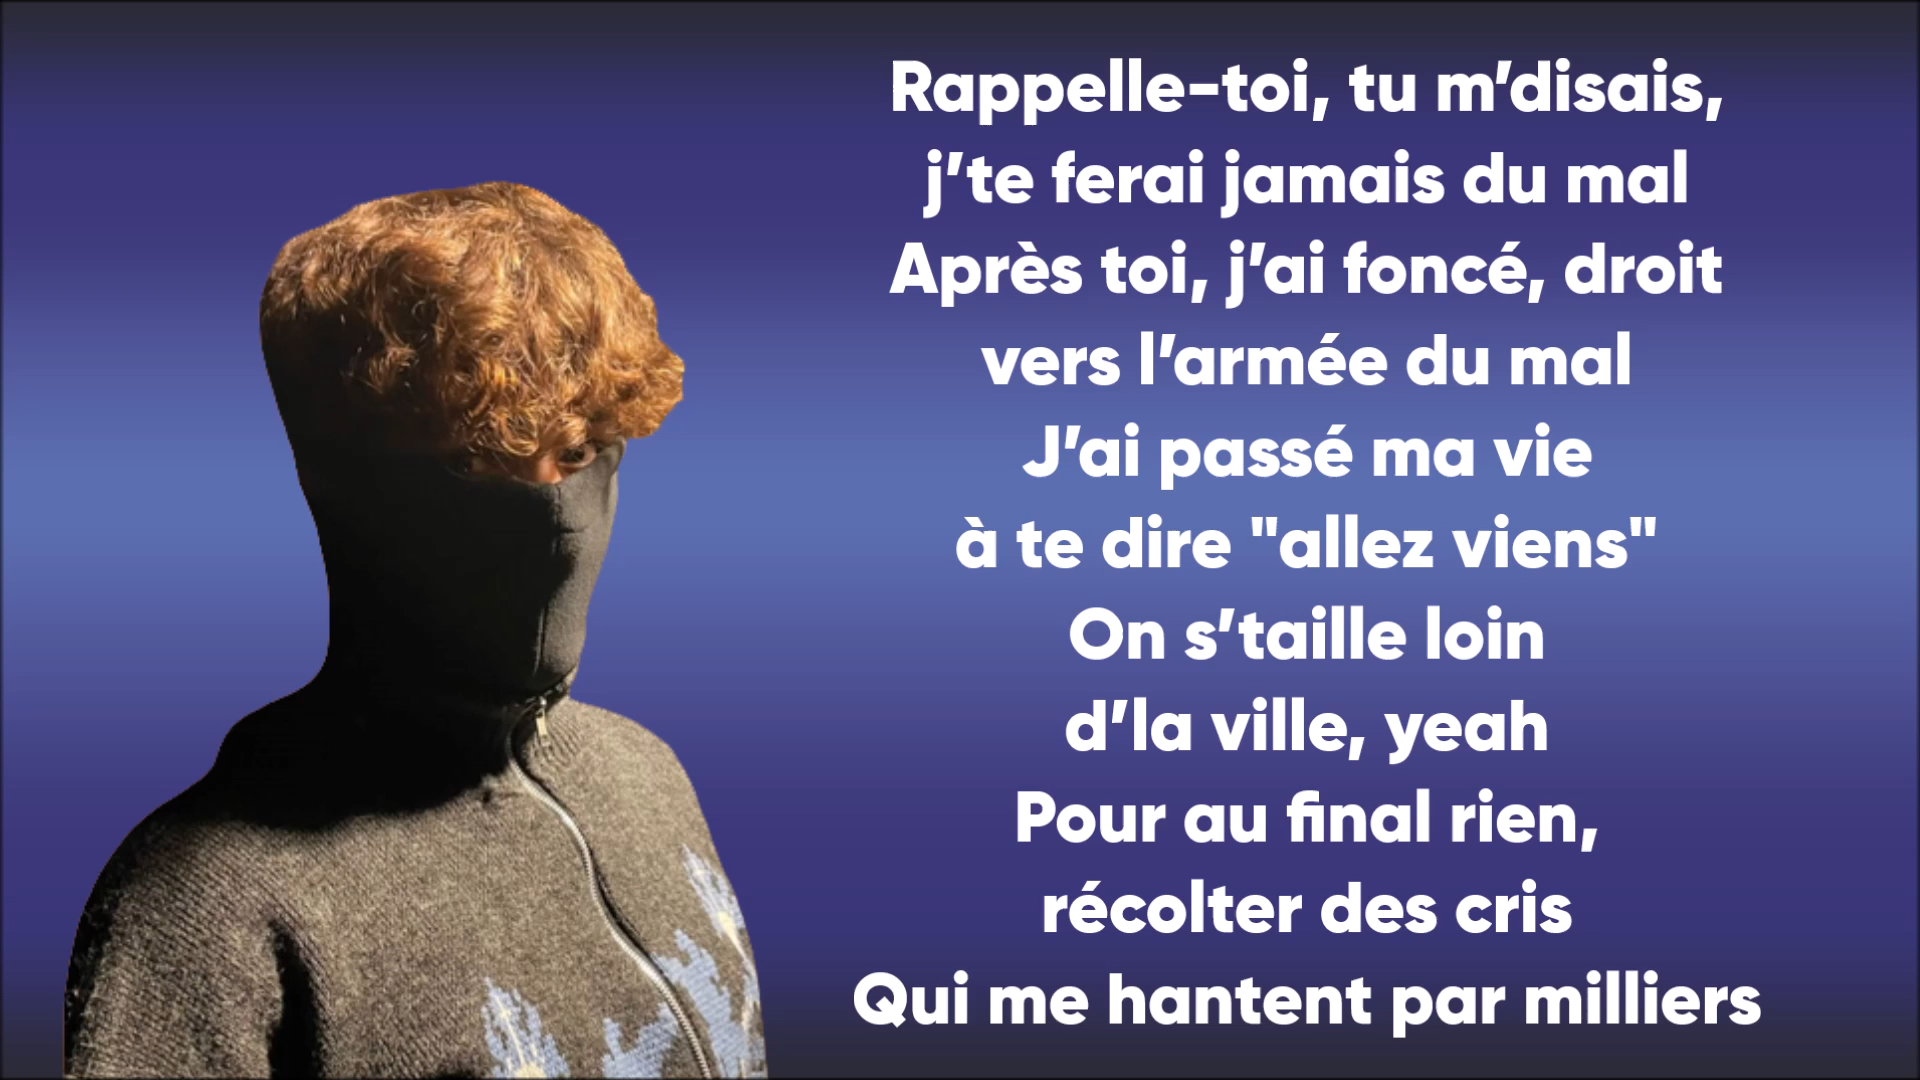 Rappelle-toi, tu m’disais,
j’te ferai jamais du mal
Après toi, j’ai foncé, droit
vers l’armée du mal
J’ai passé ma vie
à te dire "allez viens"
On s’taille loin
d’la ville, yeah
Pour au final rien,
récolter des cris
Qui me hantent par milliers